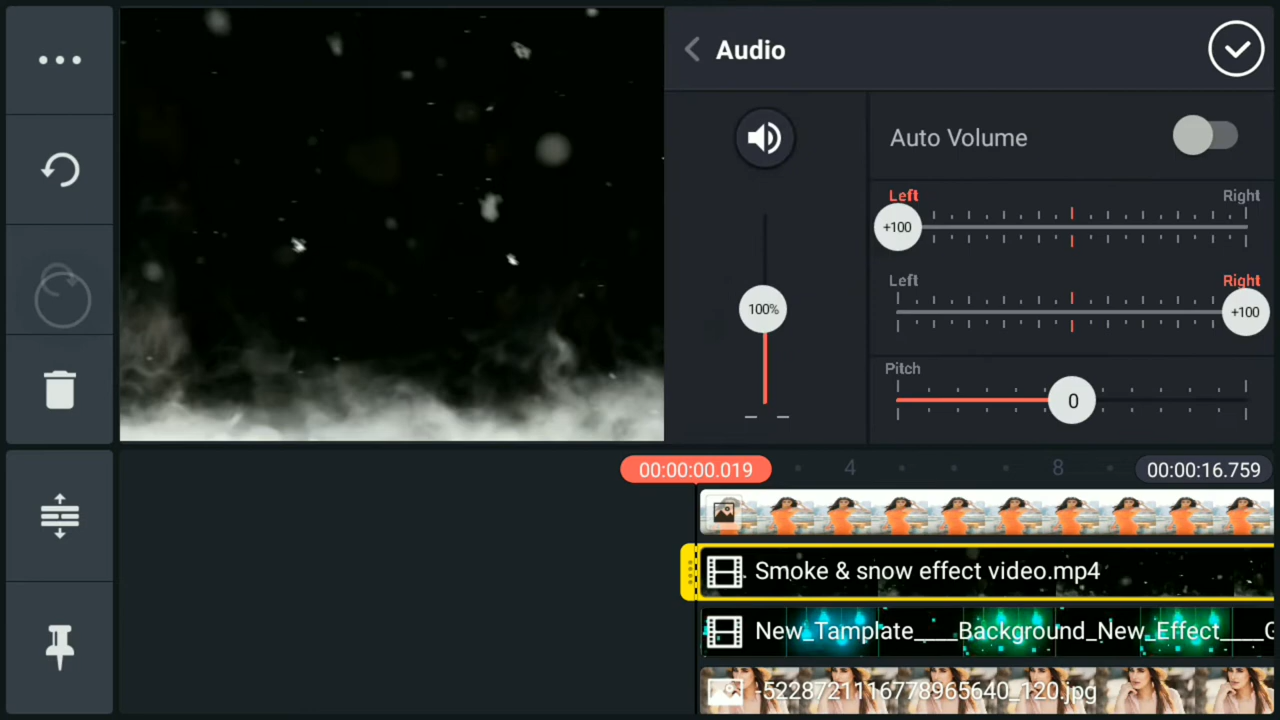 Audio
Auto Volume
Left Right
+100
Left Right
+100
100%
Pitch
0
00:00:00.019 4 8 00:00:16.759
Smoke & snow effect video.mp4
New_Tamplate____Background_New_Effect____G
-5228721116778965640_120.jpg